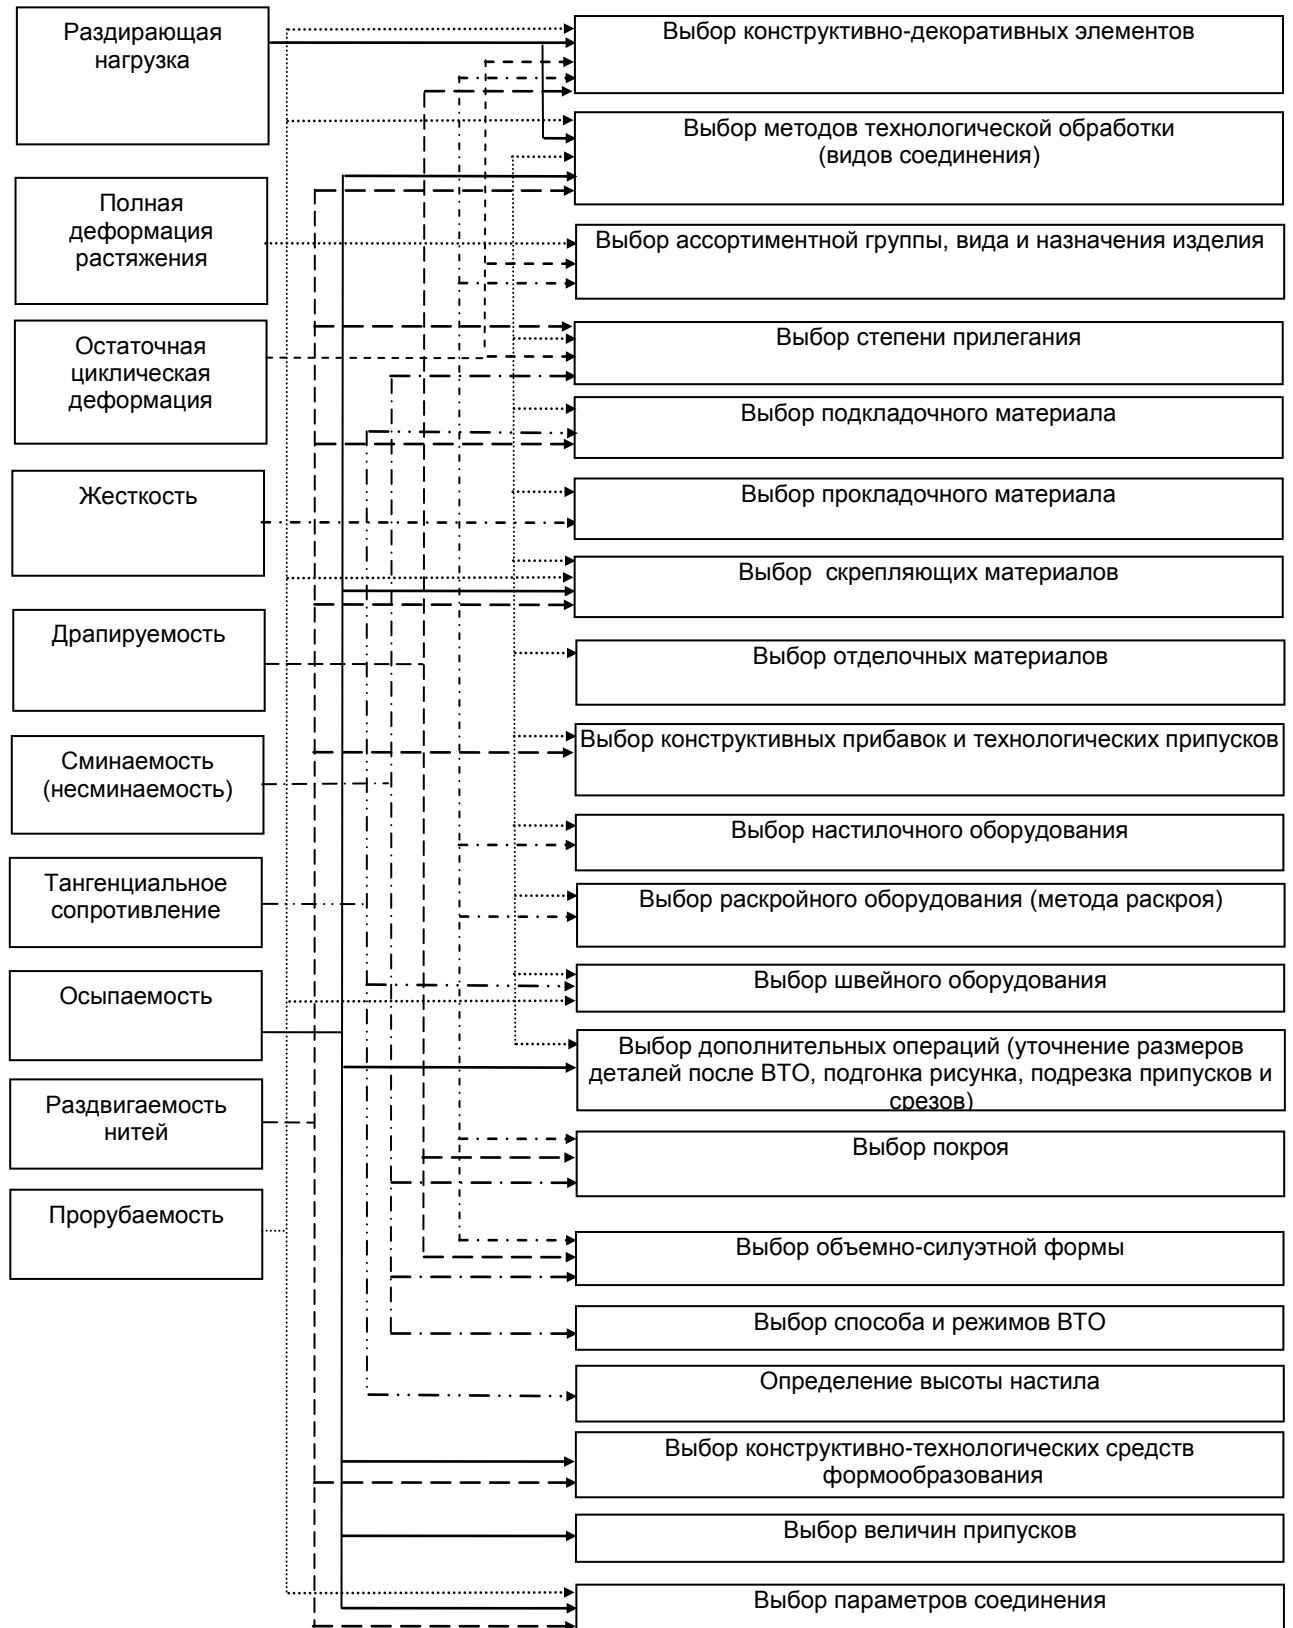 Раздирающая
нагрузка
Полная
деформация
растяжения
Остаточная
циклическая
деформация
Жесткость
Драпируемость
Сминаемость
(несминаемость)
Тангенциальное
сопротивление
Осыпаемость
Раздвигаемость
нитей
Прорубаемость
Выбор конструктивно-декоративных элементов
Выбор методов технологической обработки
(видов соединения)
Выбор ассортиментной группы, вида и назначения изделия
Выбор степени прилегания
Выбор подкладочного материала
Выбор прокладочного материала
Выбор скрепляющих материалов
Выбор отделочных материалов
Выбор конструктивных прибавок и технологических припусков
Выбор настилочного оборудования
Выбор раскройного оборудования (метода раскроя)
Выбор швейного оборудования
Выбор дополнительных операций (уточнение размеров
деталей после ВТО, подгонка рисунка, подрезка припусков и
срезов)
Выбор покроя
Выбор объемно-силуэтной формы
Выбор способа и режимов ВТО
Определение высоты настила
Выбор конструктивно-технологических средств
формообразования
Выбор величин припусков
Выбор параметров соединения